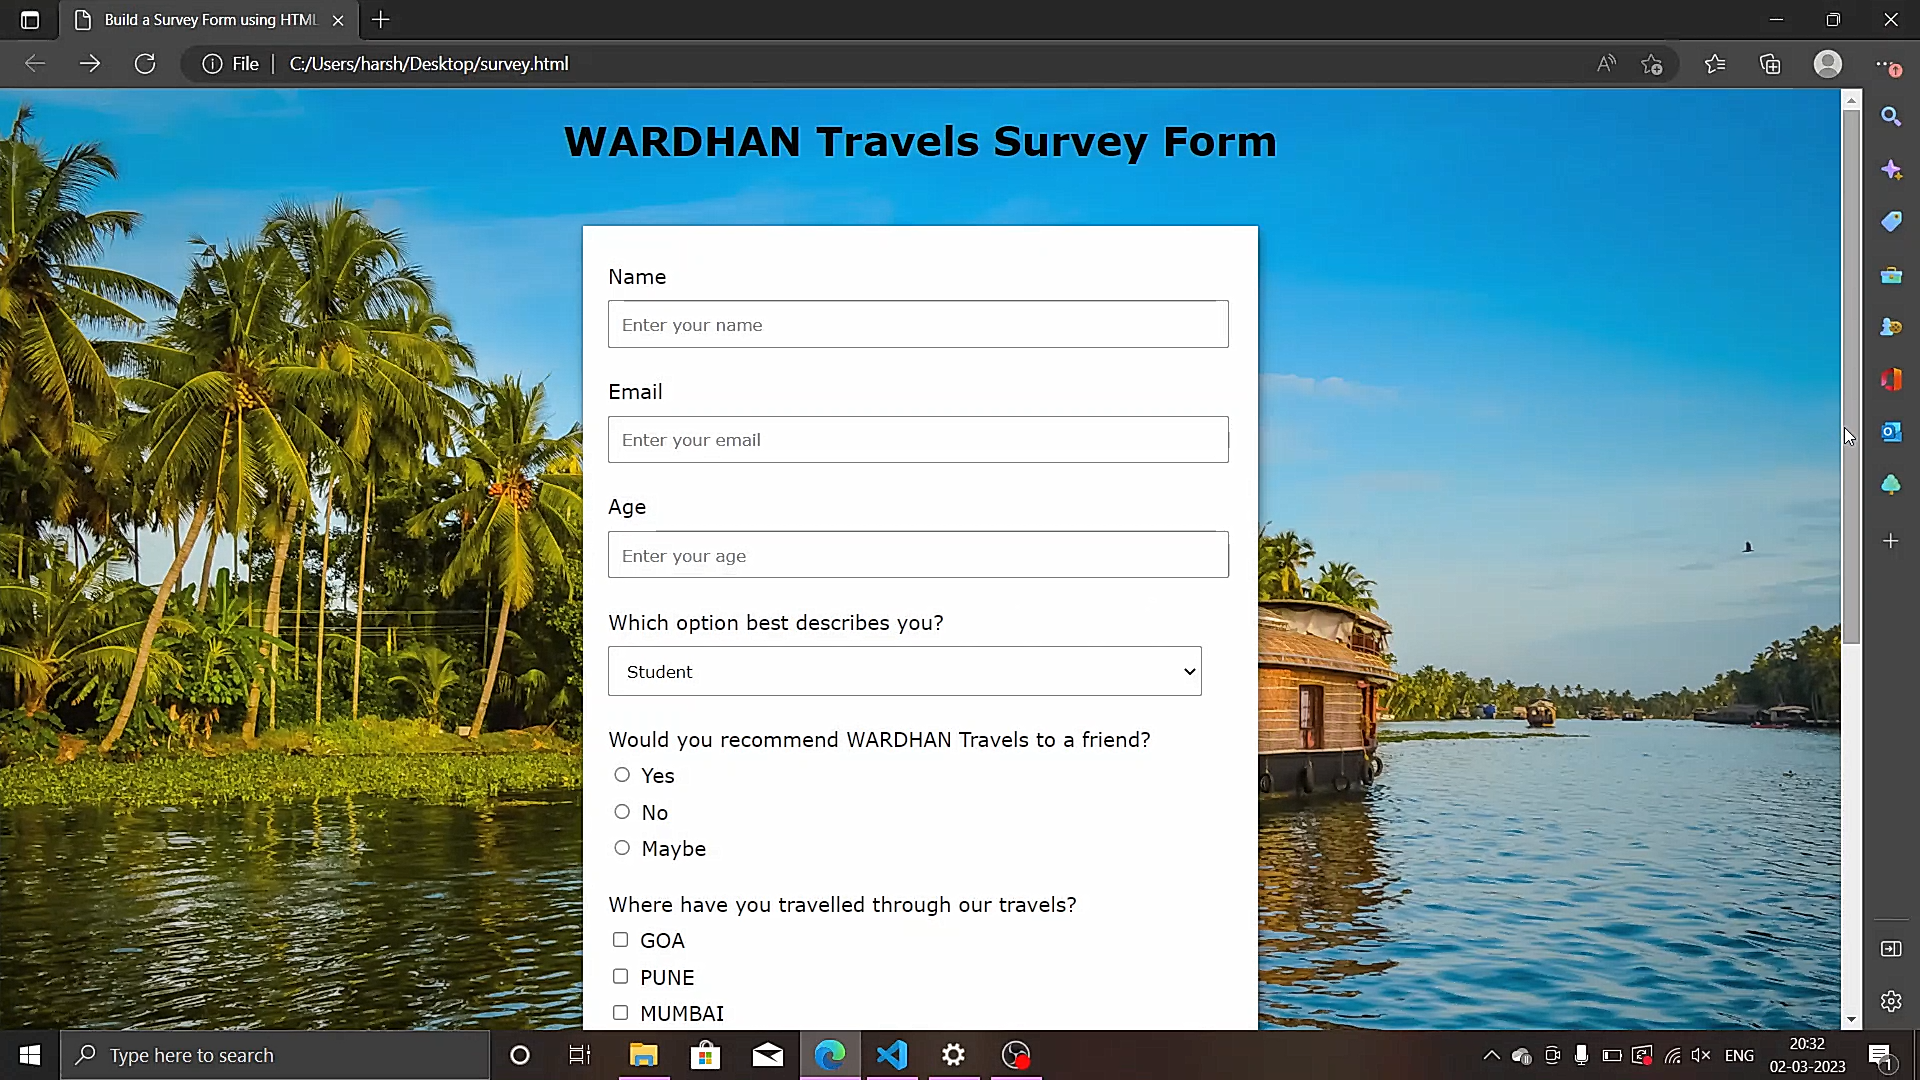 Build a Survey Form using HTML
File
C:/Users/harsh/Desktop/survey.html
WARDHAN Travels Survey Form
Name
Enter your name
Email
Enter your email
Age
Enter your age
Which option best describes you?
Student
Would you recommend WARDHAN Travels to a friend?
Yes
No
Maybe
Where have you travelled through our travels?
GOA
PUNE
MUMBAI
Type here to search
ENG
20:32
02-03-2023
1